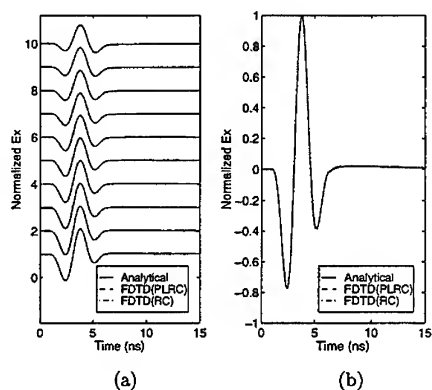 10
8
6
4
2
0
Normalized Ex
Analytical
FDTD(PLRC)
FDTD(RC)
0 5 10 15
Time (ns)
(a)
1
0.8
0.6
0.4
0.2
0
−0.2
−0.4
−0.6
−0.8
−1
Normalized Ex
Analytical
FDTD(PLRC)
FDTD(RC)
0 5 10 15
Time (ns)
(b)